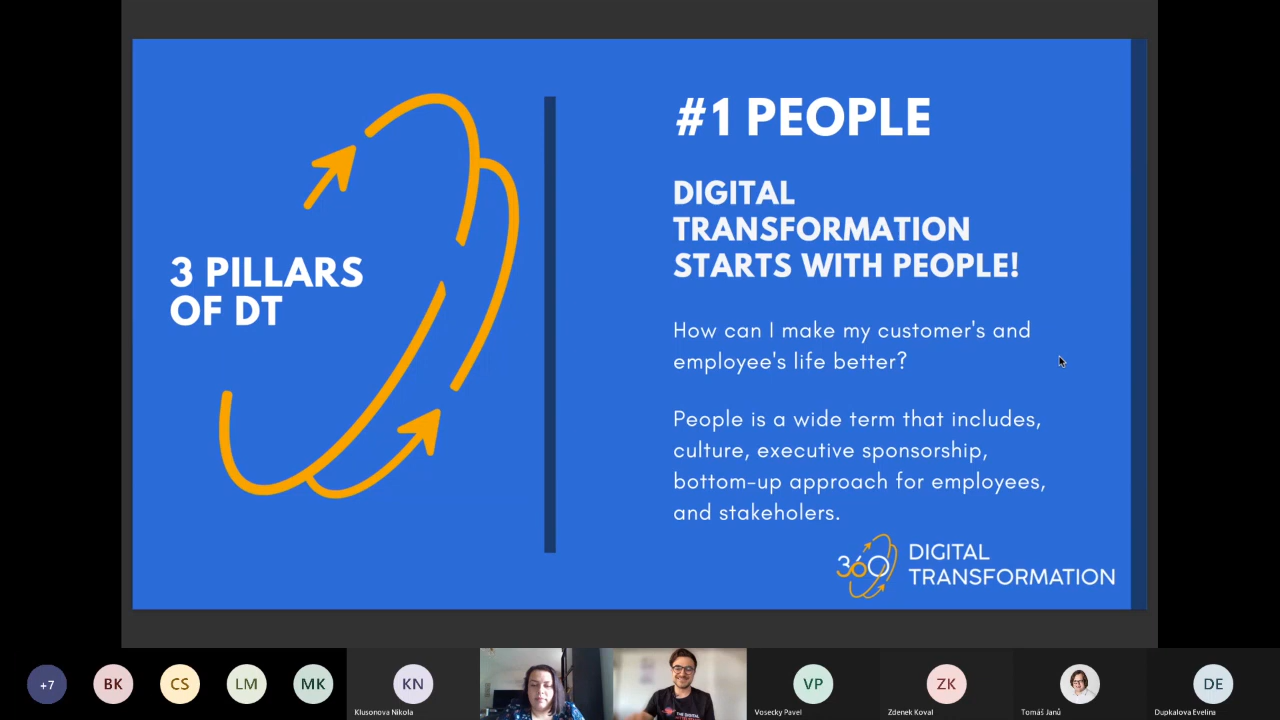 3 PILLARS
OF DT
#1 PEOPLE
DIGITAL
TRANSFORMATION
STARTS WITH PEOPLE!
How can I make my customer's and
employee's life better?
People is a wide term that includes,
culture, executive sponsorship,
bottom-up approach for employees,
and stakeholers.
360
DIGITAL
TRANSFORMATION
+7
BK
CS
LM
MK
KN
Klusonova Nikola
THE DIGITAL
VP
Vosecky Pavel
ZK
Zdenek Koval
Tomáš Janů
DE
Dupkalova Evelina